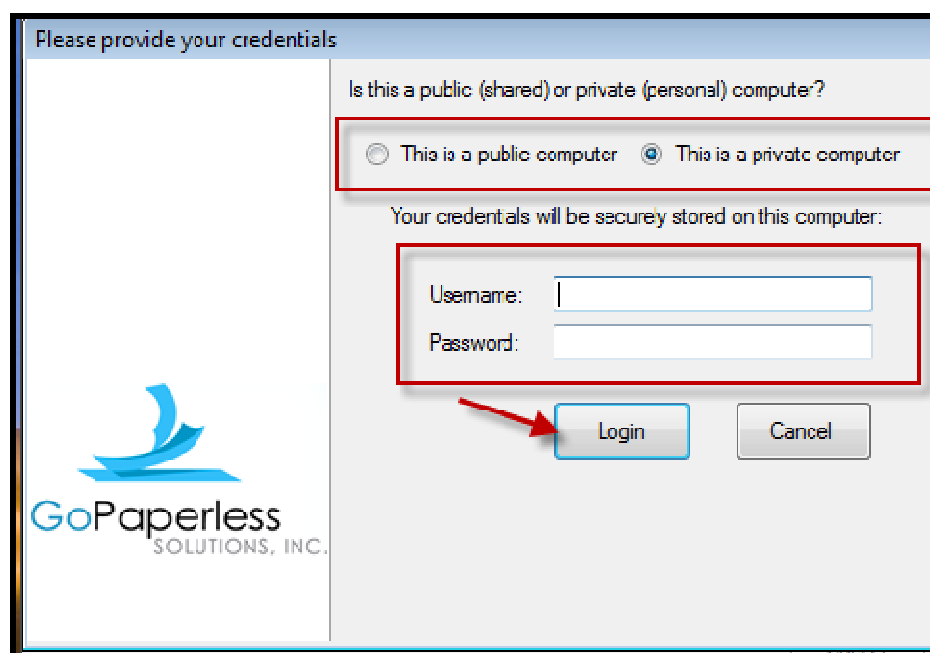 Please provide your credentials
Is this a public (shared) or private (personal) computer?
This is a public computer This is a private computer
Your credentials will be securely stored on this computer:
Username:
Password:
Login Cancel
GoPaperless
SOLUTIONS, INC.